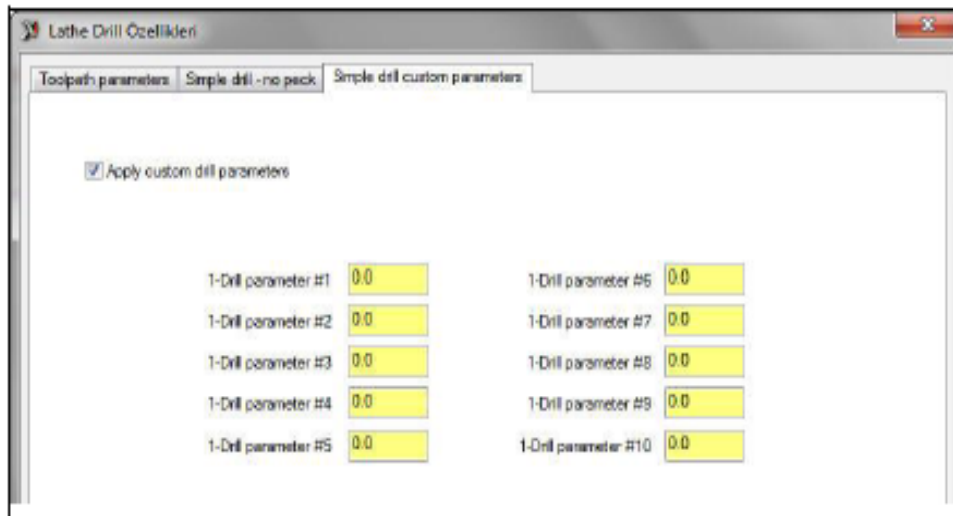 Lathe Drill Özellikleri
Toolpath parameters Simple drill - no peck Simple drill custom parameters
Apply custom drill parameters
1-Drill parameter #1 0.0 1-Drill parameter #6 0.0
1-Drill parameter #2 0.0 1-Drill parameter #7 0.0
1-Drill parameter #3 0.0 1-Drill parameter #8 0.0
1-Drill parameter #4 0.0 1-Drill parameter #9 0.0
1-Drill parameter #5 0.0 1-Drill parameter #10 0.0